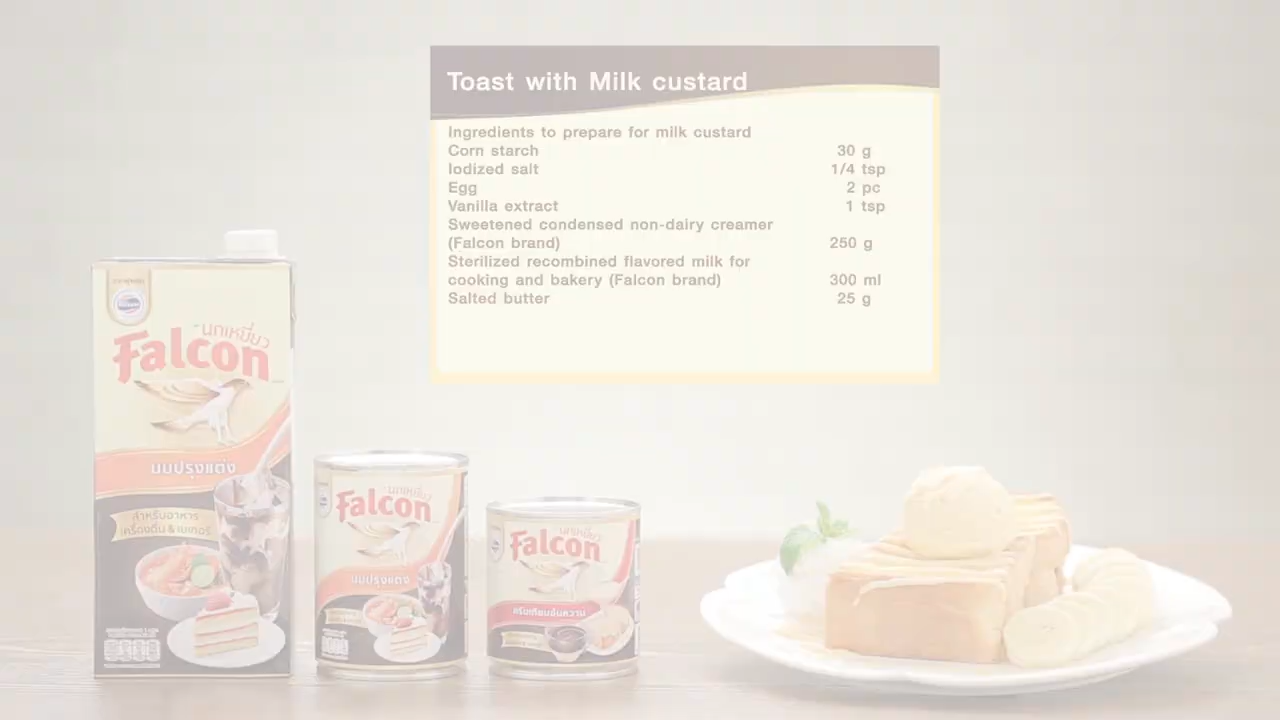 Toast with Milk custard
Ingredients to prepare for milk custard
Corn starch 30 g
Iodized salt 1/4 tsp
Egg 2 pc
Vanilla extract 1 tsp
Sweetened condensed non-dairy creamer
(Falcon brand) 250 g
Sterilized recombined flavored milk for
cooking and bakery (Falcon brand) 300 ml
Salted butter 25 g
นกเหยี่ยว
Falcon
นมปรุงแต่ง
สำหรับอาหาร
เครื่องดื่ม & เบเกอรี่
นกเหยี่ยว
Falcon
นมปรุงแต่ง
นกเหยี่ยว
Falcon
ครีมเทียมข้นหวาน